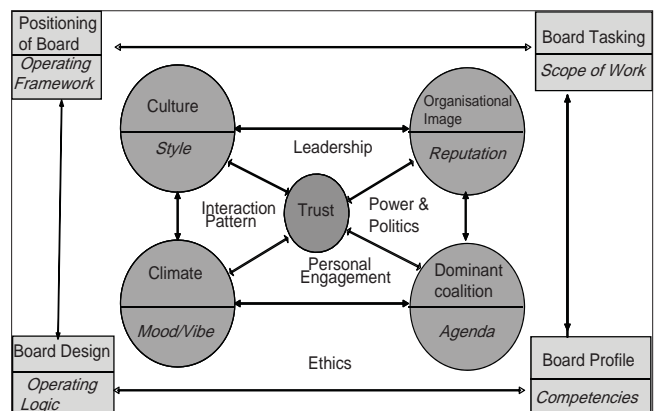 Positioning
of Board
Operating
Framework
Board Tasking
Scope of Work
Culture
Style
Organisational
Image
Reputation
Leadership
Interaction
Pattern
Trust
Power &
Politics
Personal
Engagement
Climate
Mood/Vibe
Dominant
coalition
Agenda
Board Design
Operating
Logic
Ethics
Board Profile
Competencies